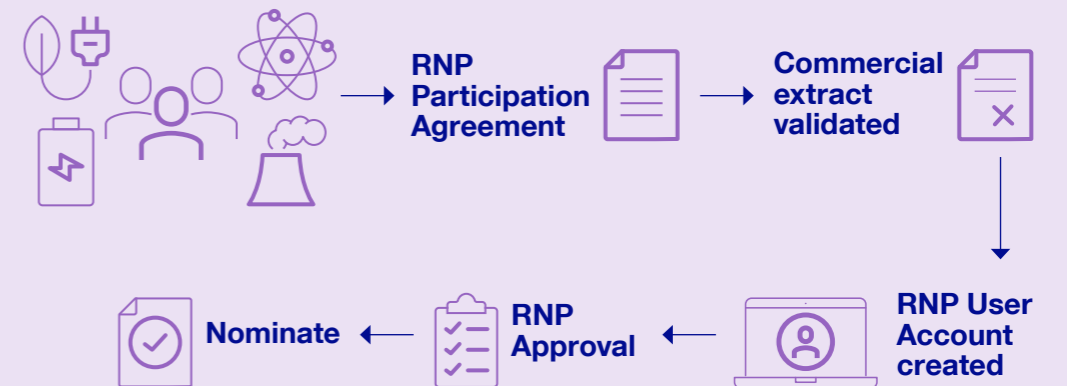 RNP
Participation
Agreement
Commercial
extract
validated
RNP User
Account
created
RNP
Approval
Nominate